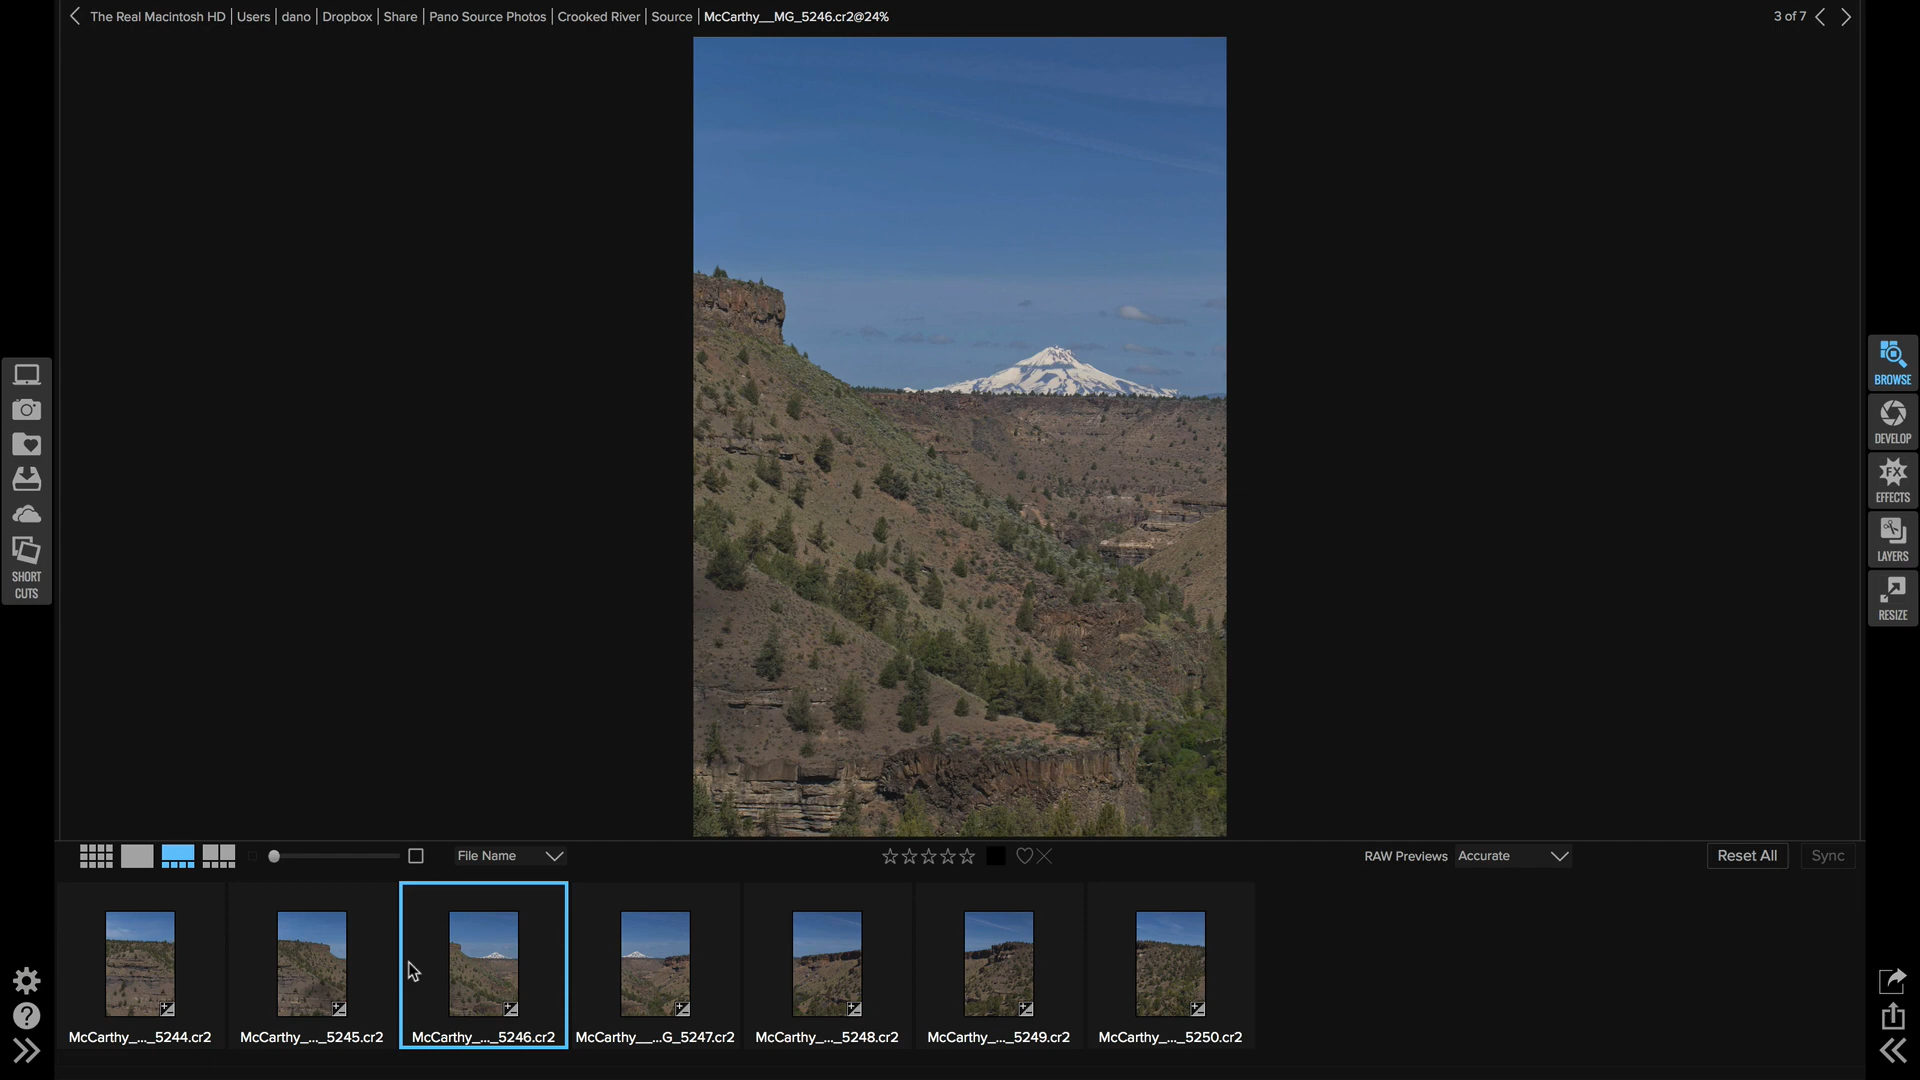 The Real Macintosh HD | Users | dano | Dropbox | Share | Pano Source Photos | Crooked River | Source | McCarthy__MG_5246.cr2@24%
3 of 7
BROWSE
DEVELOP
FX
EFFECTS
LAYERS
RESIZE
SHORT
CUTS
File Name
RAW Previews Accurate
Reset All
Sync
McCarthy_..._5244.cr2
McCarthy_..._5245.cr2
McCarthy_..._5246.cr2
McCarthy__...G_5247.cr2
McCarthy_..._5248.cr2
McCarthy_..._5249.cr2
McCarthy_..._5250.cr2